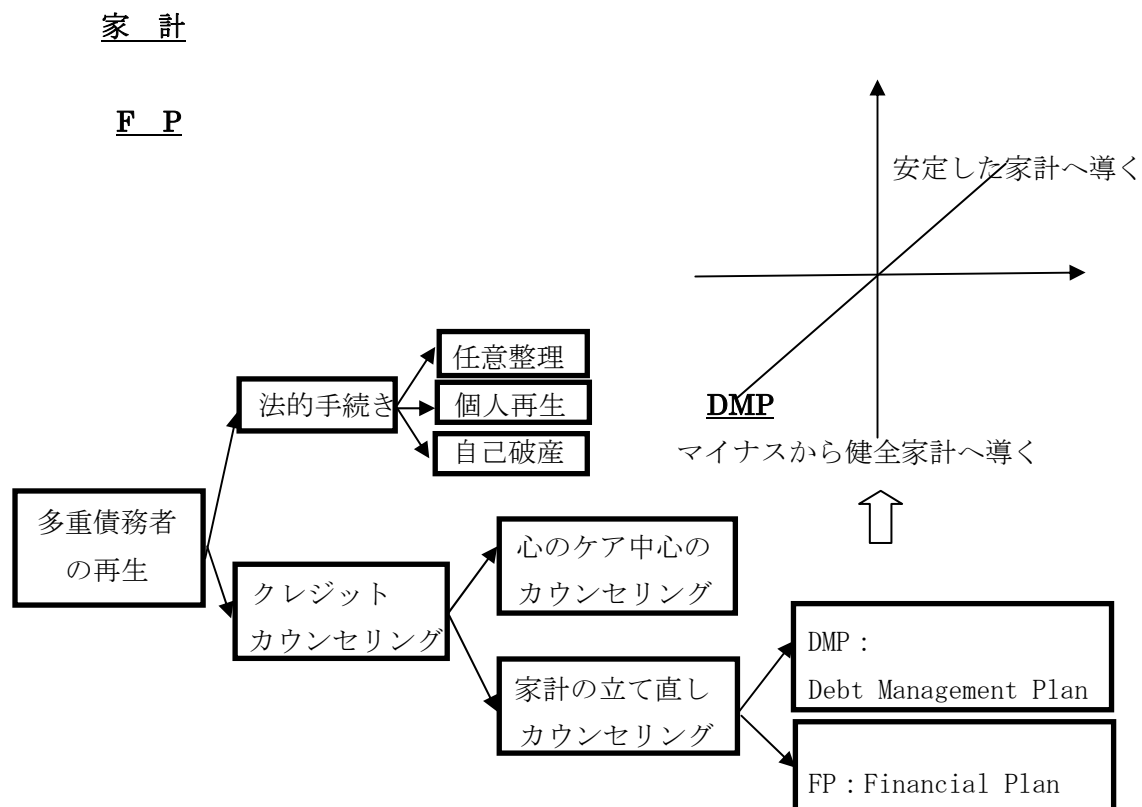 家 計
F P
安定した家計へ導く
DMP
マイナスから健全家計へ導く
任意整理
法的手続き
個人再生
自己破産
多重債務者
の再生
クレジット
カウンセリング
心のケア中心の
カウンセリング
家計の立て直し
カウンセリング
DMP:
Debt Management Plan
FP:Financial Plan